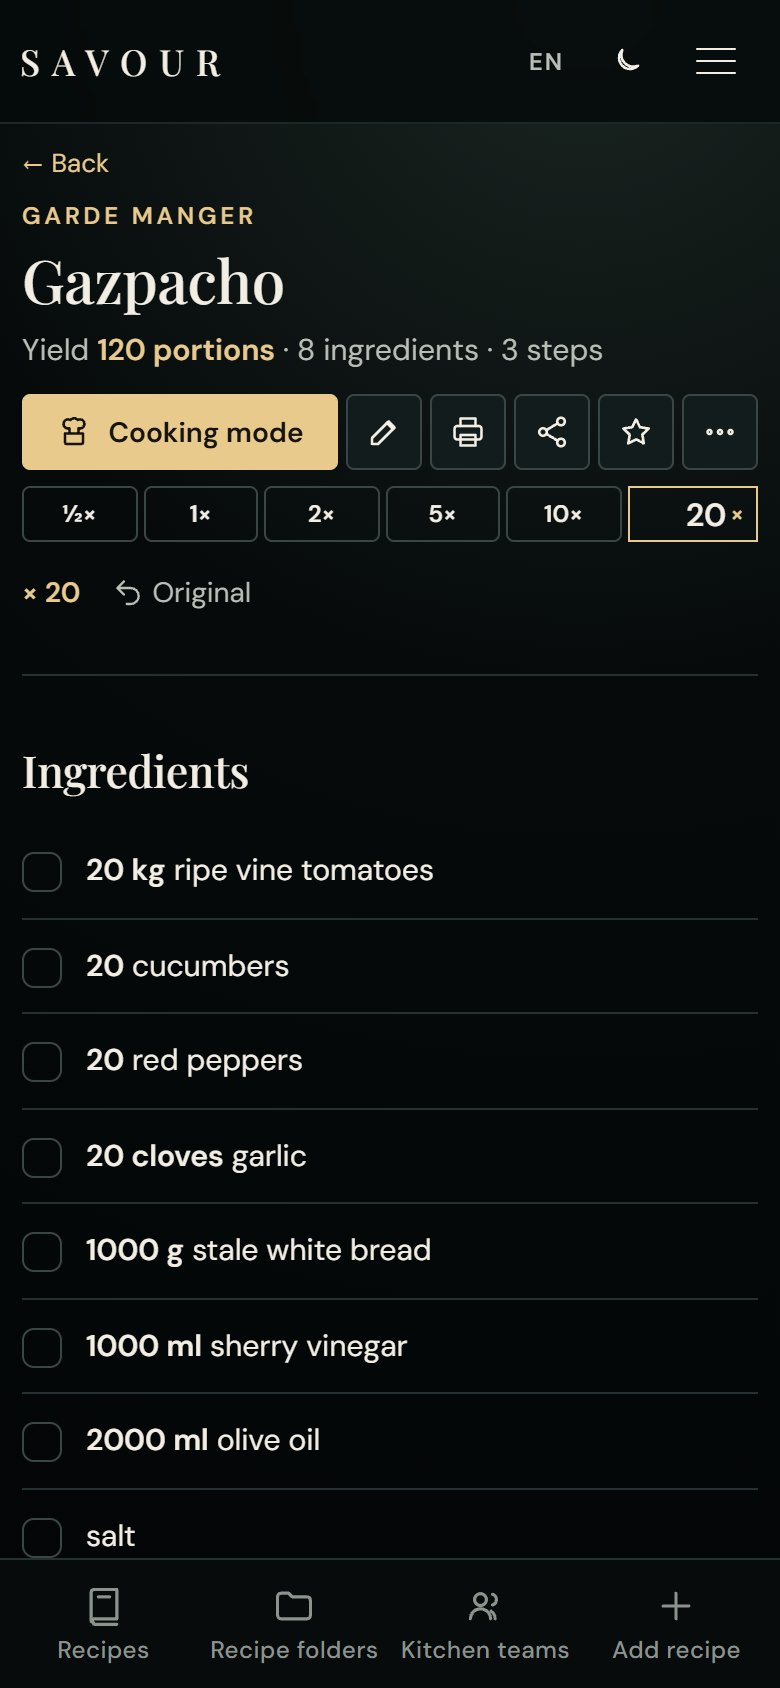 SAVOUR
EN
← Back
GARDE MANGER
Gazpacho
Yield 120 portions · 8 ingredients · 3 steps
Cooking mode
½× 1× 2× 5× 10× 20 ×
× 20 Original
Ingredients
20 kg ripe vine tomatoes
20 cucumbers
20 red peppers
20 cloves garlic
1000 g stale white bread
1000 ml sherry vinegar
2000 ml olive oil
salt
Recipes Recipe folders Kitchen teams Add recipe